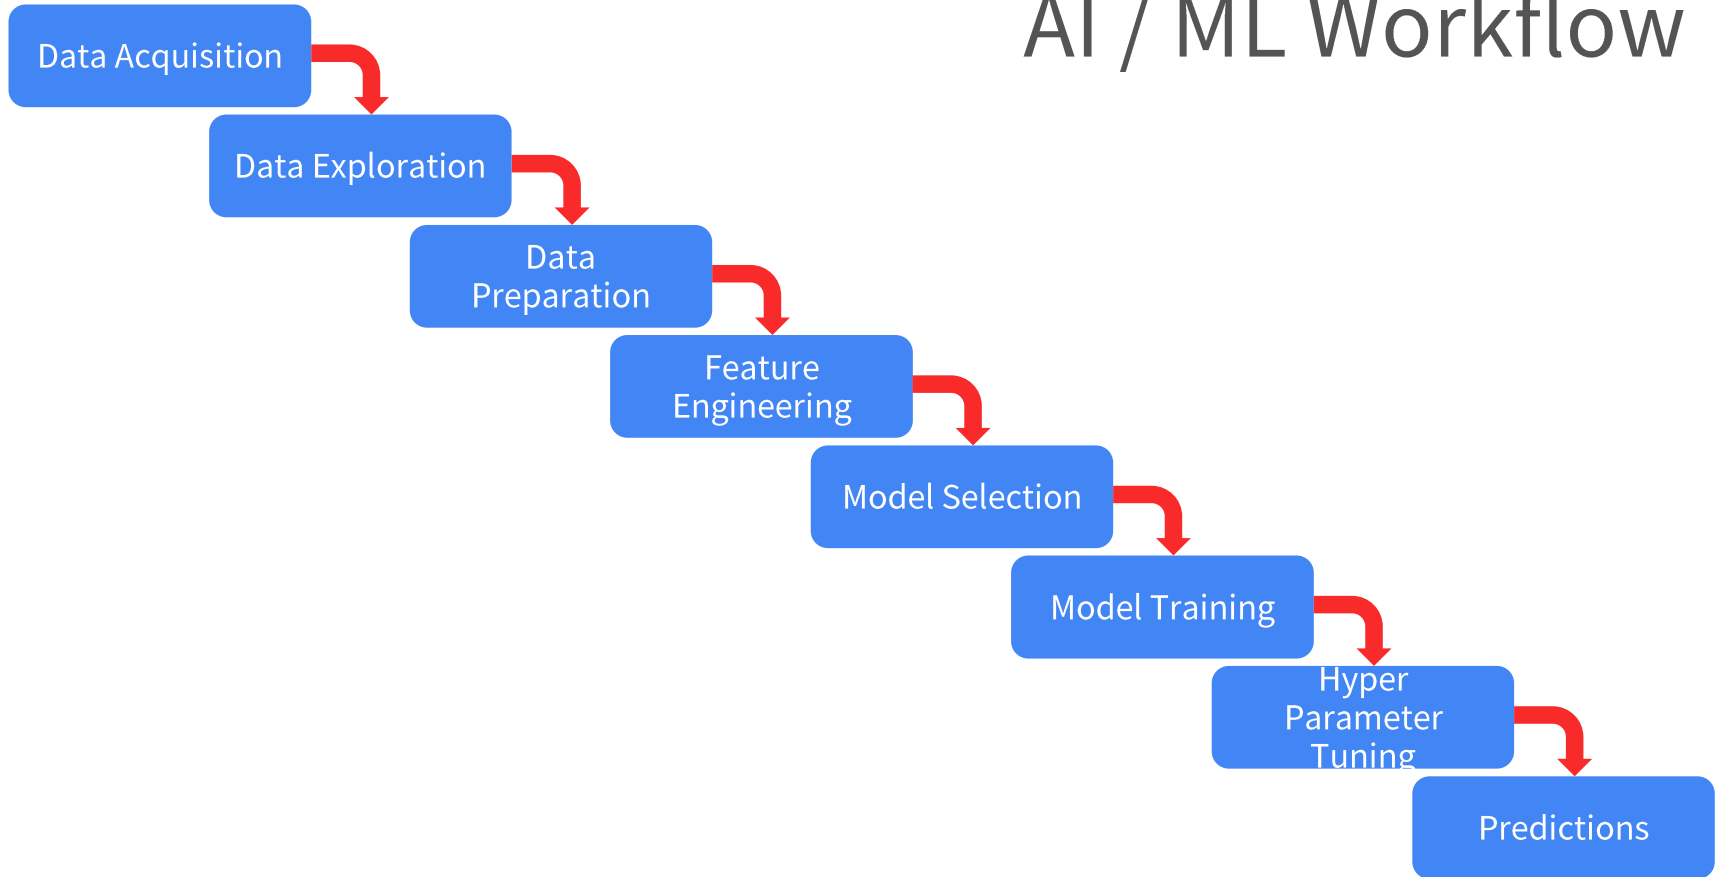 AI / ML Workflow
Data Acquisition
Data Exploration
Data
Preparation
Feature
Engineering
Model Selection
Model Training
Hyper
Parameter
Tuning
Predictions